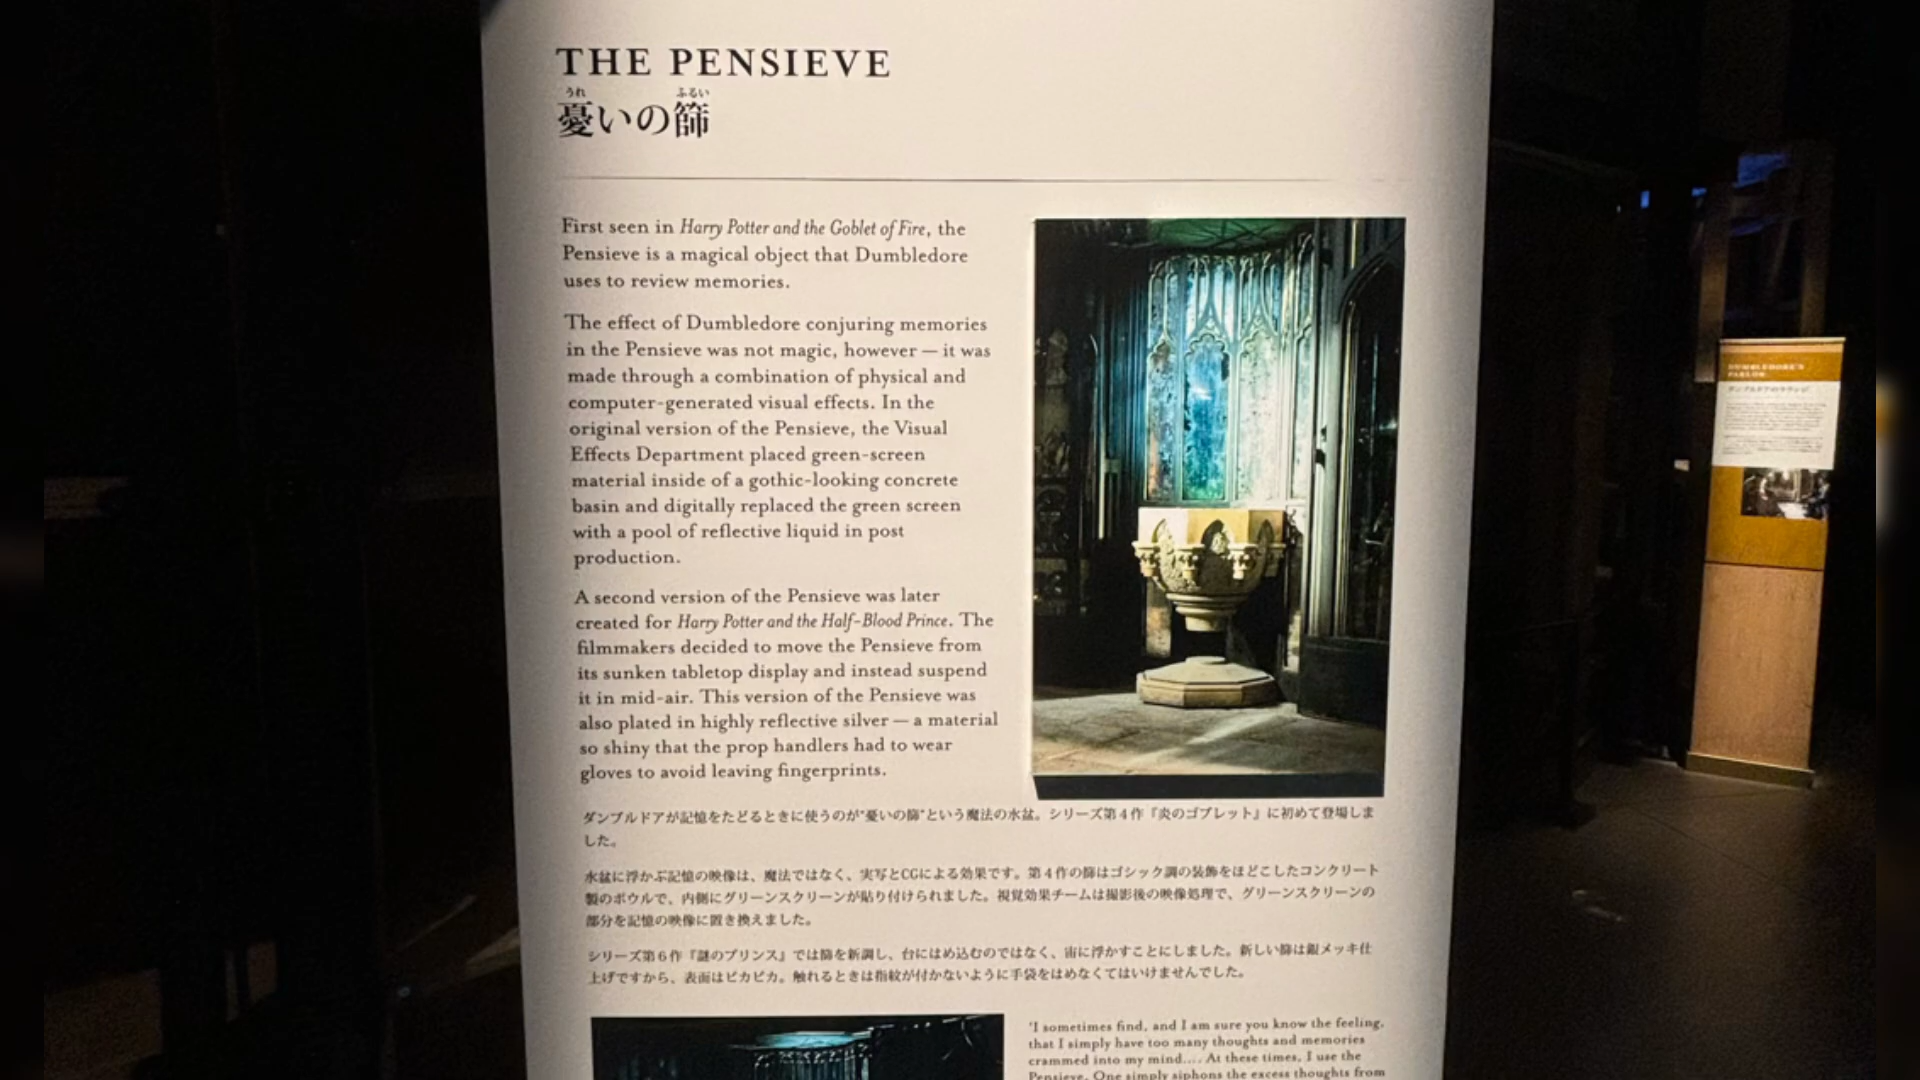 THE PENSIEVE
うれ ふるい
憂いの篩
First seen in Harry Potter and the Goblet of Fire, the
Pensieve is a magical object that Dumbledore
uses to review memories.
The effect of Dumbledore conjuring memories
in the Pensieve was not magic, however — it was
made through a combination of physical and
computer-generated visual effects. In the
original version of the Pensieve, the Visual
Effects Department placed green-screen
material inside of a gothic-looking concrete
basin and digitally replaced the green screen
with a pool of reflective liquid in post
production.
A second version of the Pensieve was later
created for Harry Potter and the Half-Blood Prince. The
filmmakers decided to move the Pensieve from
its sunken tabletop display and instead suspend
it in mid-air. This version of the Pensieve was
also plated in highly reflective silver — a material
so shiny that the prop handlers had to wear
gloves to avoid leaving fingerprints.
ダンブルドアが記憶をたどるときに使うのが"憂いの篩"という魔法の水盆。シリーズ第4作『炎のゴブレット』に初めて登場しま
した。
水盆に浮かぶ記憶の映像は、魔法ではなく、実写とCGによる効果です。第4作の篩はゴシック調の装飾をほどこしたコンクリート
製のボウルで、内側にグリーンスクリーンが貼り付けられました。視覚効果チームは撮影後の映像処理で、グリーンスクリーンの
部分を記憶の映像に置き換えました。
シリーズ第6作『謎のプリンス』では篩を新調し、台にはめ込むのではなく、宙に浮かすことにしました。新しい篩は銀メッキ仕
上げですから、表面はピカピカ。触れるときは指紋が付かないように手袋をはめなくてはいけませんでした。
'I sometimes find, and I am sure you know the feeling,
that I simply have too many thoughts and memories
crammed into my mind.... At these times, I use the
Pensieve. One simply siphons the excess thoughts from
DUMBLEDORE'S